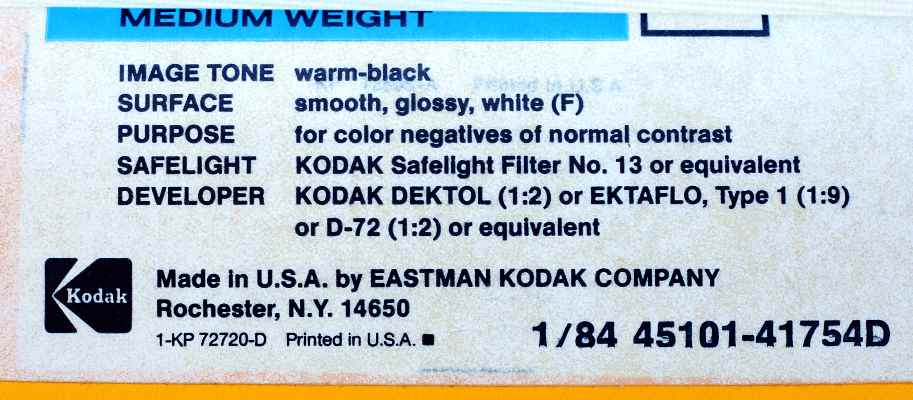 MEDIUM WEIGHT
IMAGE TONE warm-black
SURFACE smooth, glossy, white (F)
PURPOSE for color negatives of normal contrast
SAFELIGHT KODAK Safelight Filter No. 13 or equivalent
DEVELOPER KODAK DEKTOL (1:2) or EKTAFLO, Type 1 (1:9)
or D-72 (1:2) or equivalent
Kodak
Made in U.S.A. by EASTMAN KODAK COMPANY
Rochester, N.Y. 14650
1-KP 72720-D Printed in U.S.A.
1/84 45101-41754D